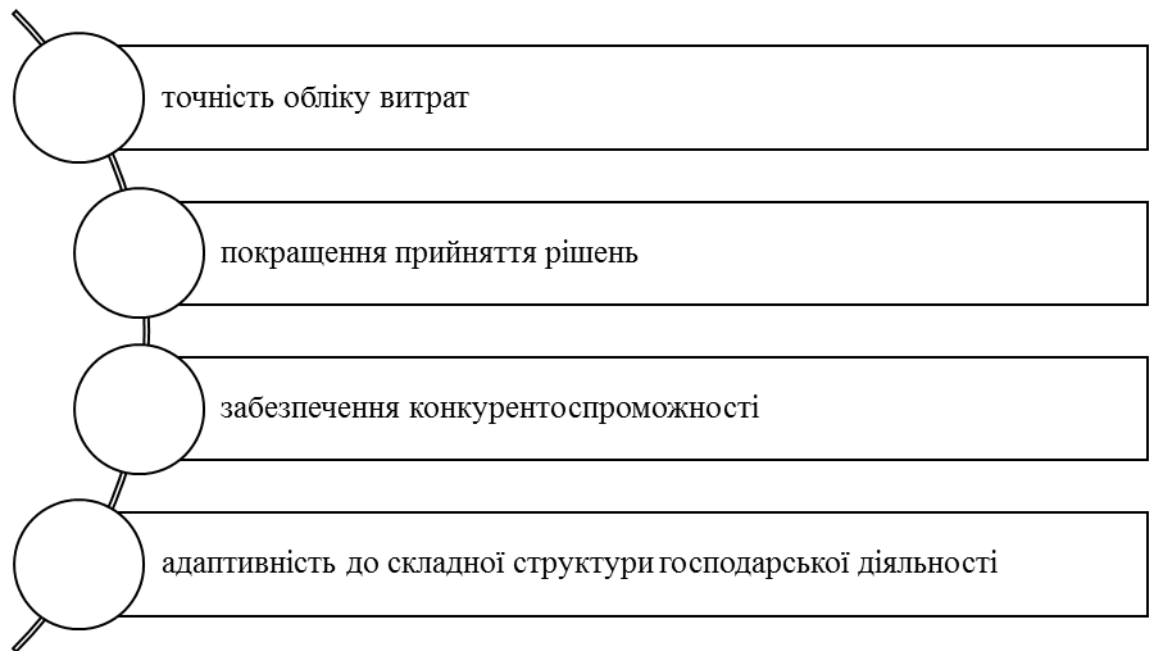 точність обліку витрат
покращення прийняття рішень
забезпечення конкурентоспроможності
адаптивність до складної структури господарської діяльності